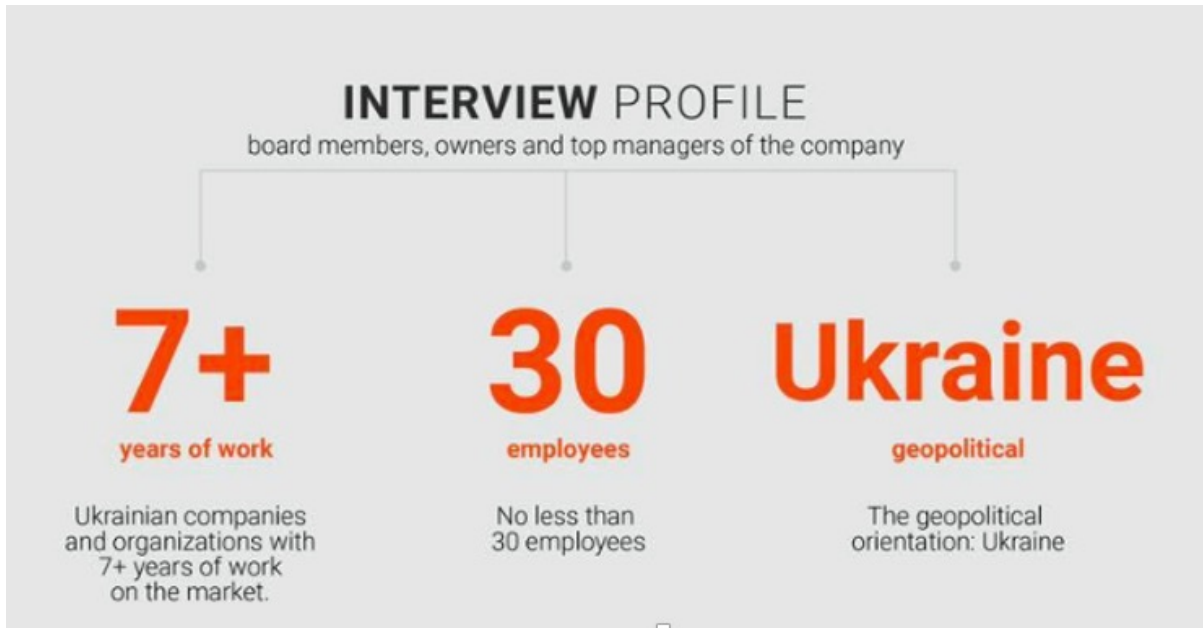 INTERVIEW PROFILE
board members, owners and top managers of the company
7+
years of work
Ukrainian companies
and organizations with
7+ years of work
on the market.
30
employees
No less than
30 employees
Ukraine
geopolitical
The geopolitical
orientation: Ukraine